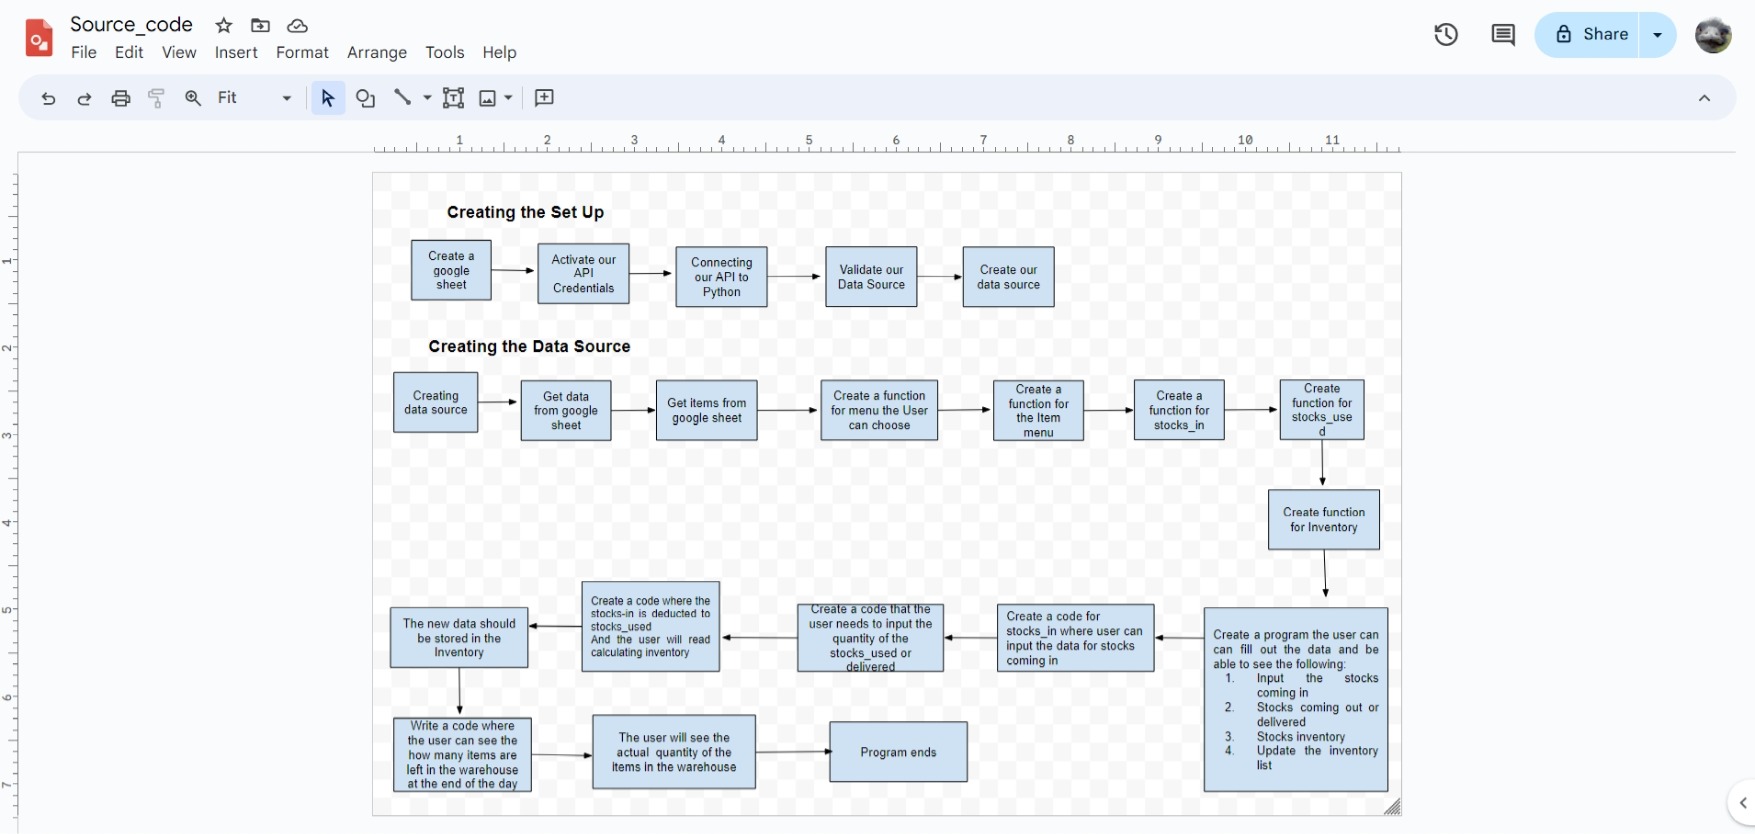 Source_code
File Edit View Insert Format Arrange Tools Help
Share
Fit
1 2 3 4 5 6 7 8 9 10 11
1
2
3
4
5
6
7
Creating the Set Up
Create a
google
sheet
Activate our
API
Credentials
Connecting
our API to
Python
Validate our
Data Source
Create our
data source
Creating the Data Source
Creating
data source
Get data
from google
sheet
Get items from
google sheet
Create a function
for menu the User
can choose
Create a
function for
the Item
menu
Create a
function for
stocks_in
Create
function for
stocks_use
d
Create function
for Inventory
Create a program the user can
can fill out the data and be
able to see the following:
1. Input the stocks
coming in
2. Stocks coming out or
delivered
3. Stocks inventory
4. Update the inventory
list
Create a code for
stocks_in where user can
input the data for stocks
coming in
Create a code that the
user needs to input the
quantity of the
stocks_used or
delivered
Create a code where the
stocks-in is deducted to
stocks_used
And the user will read
calculating inventory
The new data should
be stored in the
Inventory
Write a code where
the user can see the
how many items are
left in the warehouse
at the end of the day
The user will see the
actual quantity of the
items in the warehouse
Program ends